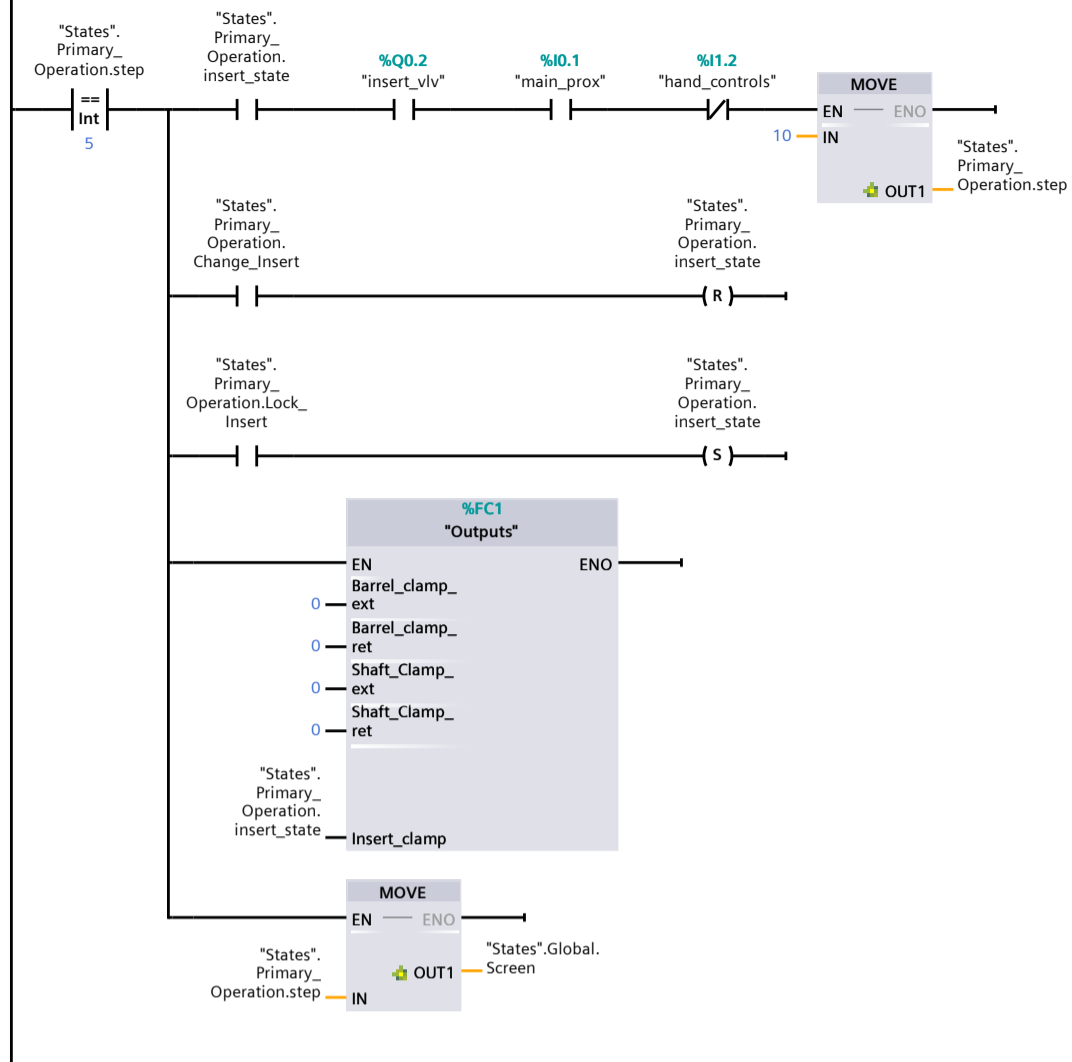 "States".
Primary_
Operation.step
==
Int
5
"States".
Primary_
Operation.
insert_state
%Q0.2
"insert_vlv"
%I0.1
"main_prox"
%I1.2
"hand_controls"
MOVE
EN
ENO
10
IN
OUT1
"States".
Primary_
Operation.step
"States".
Primary_
Operation.
Change_Insert
"States".
Primary_
Operation.
insert_state
R
"States".
Primary_
Operation.Lock_
Insert
"States".
Primary_
Operation.
insert_state
S
%FC1
"Outputs"
EN
ENO
Barrel_clamp_
0
ext
Barrel_clamp_
0
ret
Shaft_Clamp_
0
ext
Shaft_Clamp_
0
ret
"States".
Primary_
Operation.
insert_state
Insert_clamp
MOVE
EN
ENO
"States".
Primary_
Operation.step
IN
OUT1
"States".Global.
Screen